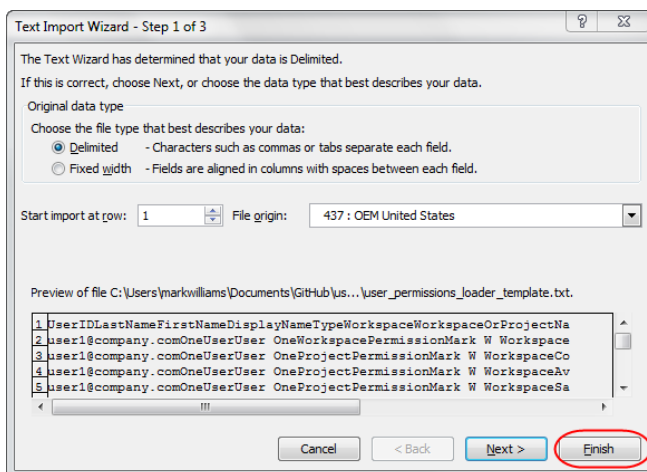 Text Import Wizard - Step 1 of 3
The Text Wizard has determined that your data is Delimited.
If this is correct, choose Next, or choose the data type that best describes your data.
Original data type
Choose the file type that best describes your data:
Delimited - Characters such as commas or tabs separate each field.
Fixed width - Fields are aligned in columns with spaces between each field.
Start import at row: 1 File origin: 437 : OEM United States
Preview of file C:\Users\markwilliams\Documents\GitHub\us...\user_permissions_loader_template.txt.
1 UserIDLastNameFirstNameDisplayNameTypeWorkspaceWorkspaceOrProjectNa
2 user1@company.comOneUserUser OneWorkspacePermissionMark W Workspace
3 user1@company.comOneUserUser OneProjectPermissionMark W WorkspaceCo
4 user1@company.comOneUserUser OneProjectPermissionMark W WorkspaceAv
5 user1@company.comOneUserUser OneProjectPermissionMark W WorkspaceSa
Cancel < Back Next > Finish